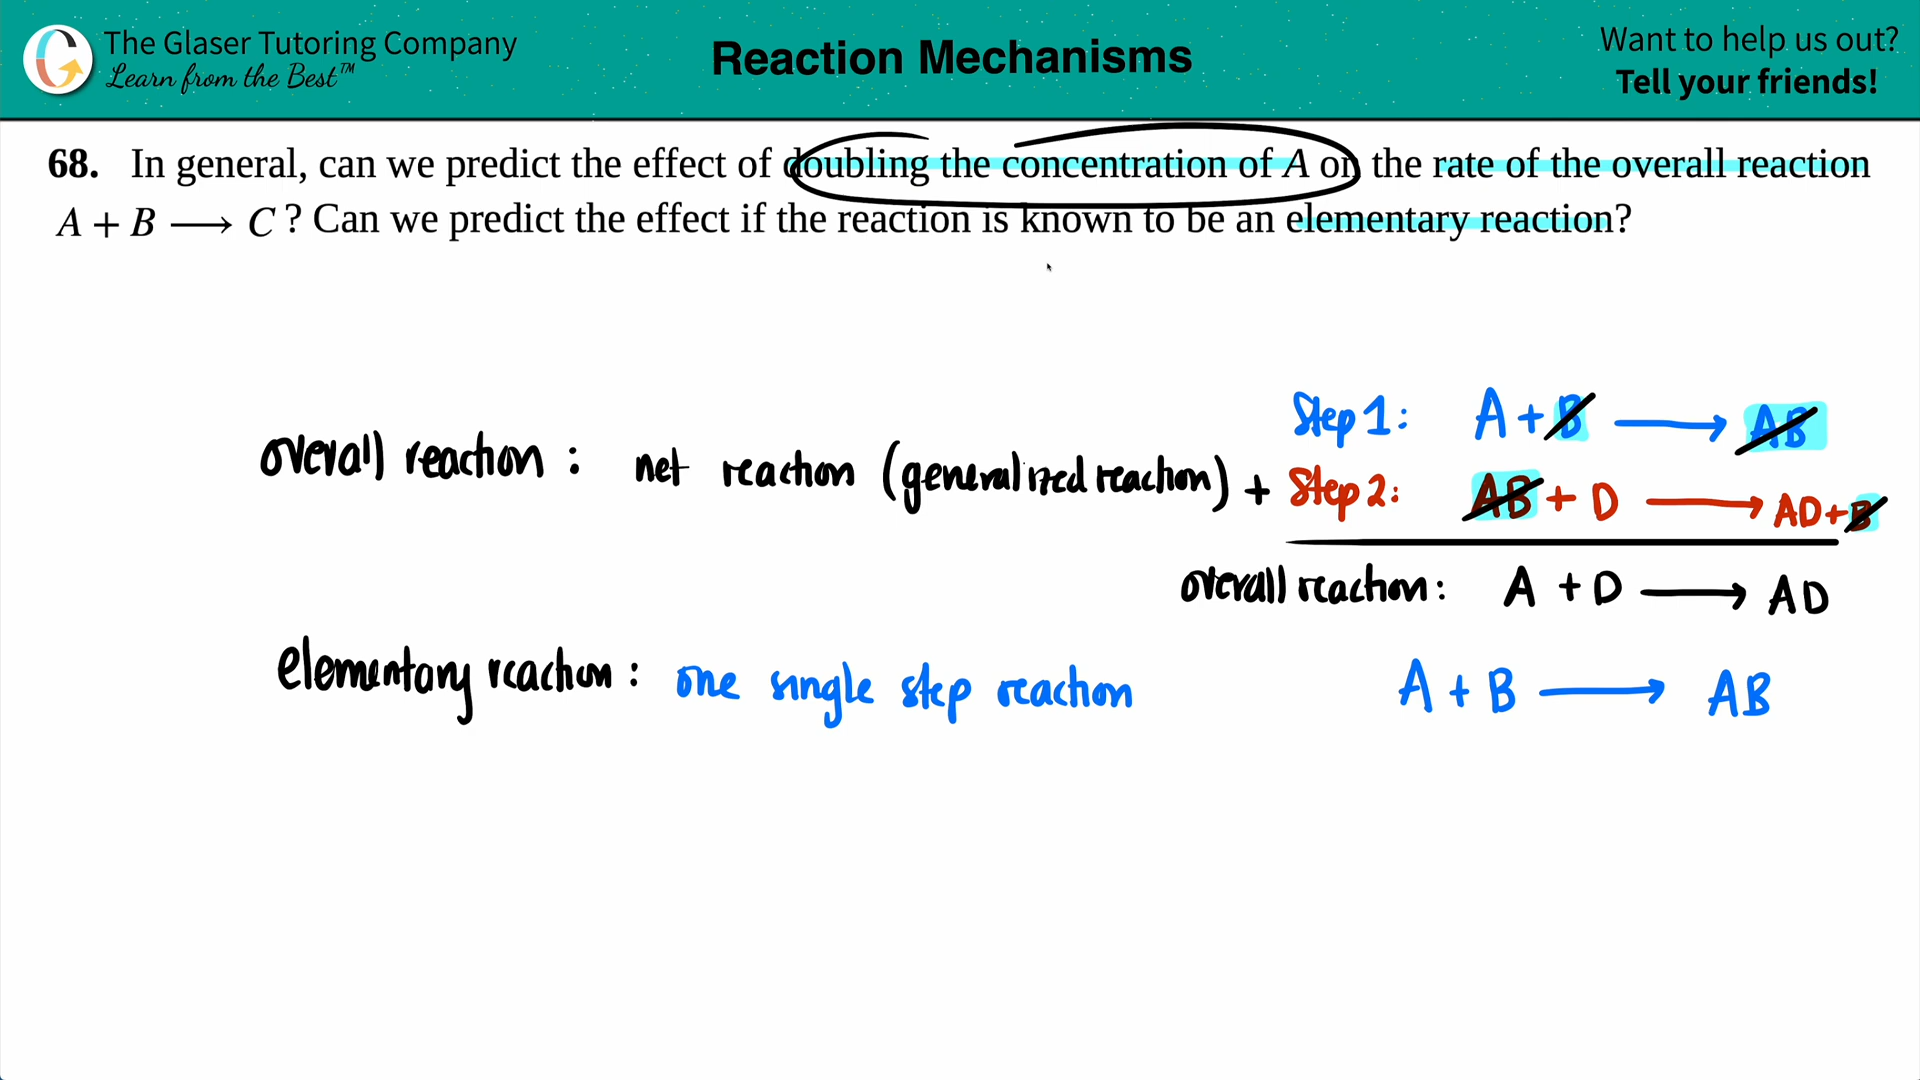 The Glaser Tutoring Company
Learn from the Best™
Reaction Mechanisms
Want to help us out?
Tell your friends!
68. In general, can we predict the effect of doubling the concentration of A on the rate of the overall reaction
A + B ⟶ C ? Can we predict the effect if the reaction is known to be an elementary reaction?
Step 1: A + B ⟶ AB
overall reaction : net reaction (generalized reaction)
+ Step 2: AB + D ⟶ AD + B
overall reaction : A + D ⟶ AD
elementary reaction : one single step reaction
A + B ⟶ AB